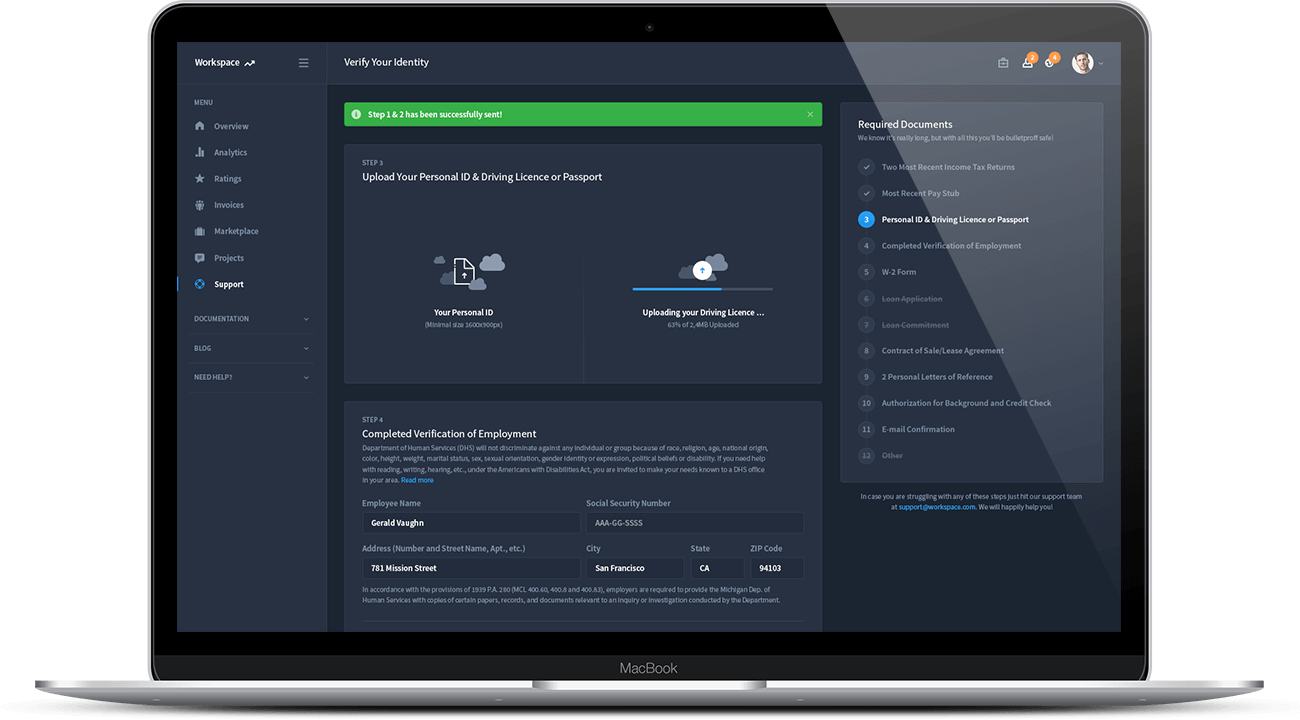 Workspace
Verify Your Identity
2
4
MENU
Overview
Analytics
Ratings
Invoices
Marketplace
Projects
Support
DOCUMENTATION
BLOG
NEED HELP?
Step 1 & 2 has been successfully sent!
STEP 3
Upload Your Personal ID & Driving Licence or Passport
Your Personal ID
(Minimal size 1600x900px)
Uploading your Driving Licence ...
63% of 2,4MB Uploaded
STEP 4
Completed Verification of Employment
Department of Human Services (DHS) will not discriminate against any individual or group because of race, religion, age, national origin,
color, height, weight, marital status, sex, sexual orientation, gender identity or expression, political beliefs or disability. If you need help
with reading, writing, hearing, etc., under the Americans with Disabilities Act, you are invited to make your needs known to a DHS office
in your area. Read more
Employee Name
Social Security Number
Gerald Vaughn
AAA-GG-SSSS
Address (Number and Street Name, Apt., etc.)
City
State
ZIP Code
781 Mission Street
San Francisco
CA
94103
In accordance with the provisions of 1939 P.A. 280 (MCL 400.60, 400.8 and 400.83), employers are required to provide the Michigan Dep. of
Human Services with copies of certain papers, records, and documents relevant to an inquiry or investigation conducted by the Department.
Required Documents
We know it's really long, but with all this you'll be bulletproff safe!
Two Most Recent Income Tax Returns
Most Recent Pay Stub
3 Personal ID & Driving Licence or Passport
4 Completed Verification of Employment
5 W-2 Form
6 Loan Application
7 Loan Commitment
8 Contract of Sale/Lease Agreement
9 2 Personal Letters of Reference
10 Authorization for Background and Credit Check
11 E-mail Confirmation
12 Other
In case you are struggling with any of these steps just hit our support team
at support@workspace.com. We will happily help you!
MacBook